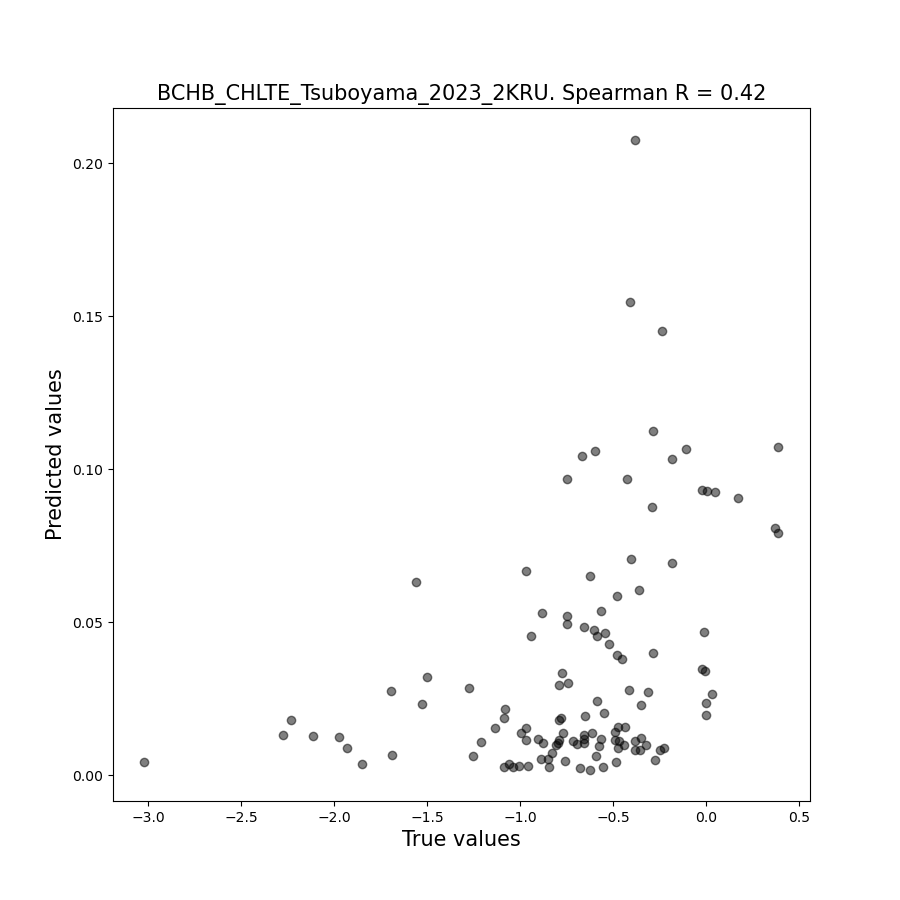 BCHB_CHLTE_Tsuboyama_2023_2KRU. Spearman R = 0.42
0.20
0.15
0.10
0.05
0.00
Predicted values
−3.0 −2.5 −2.0 −1.5 −1.0 −0.5 0.0 0.5
True values